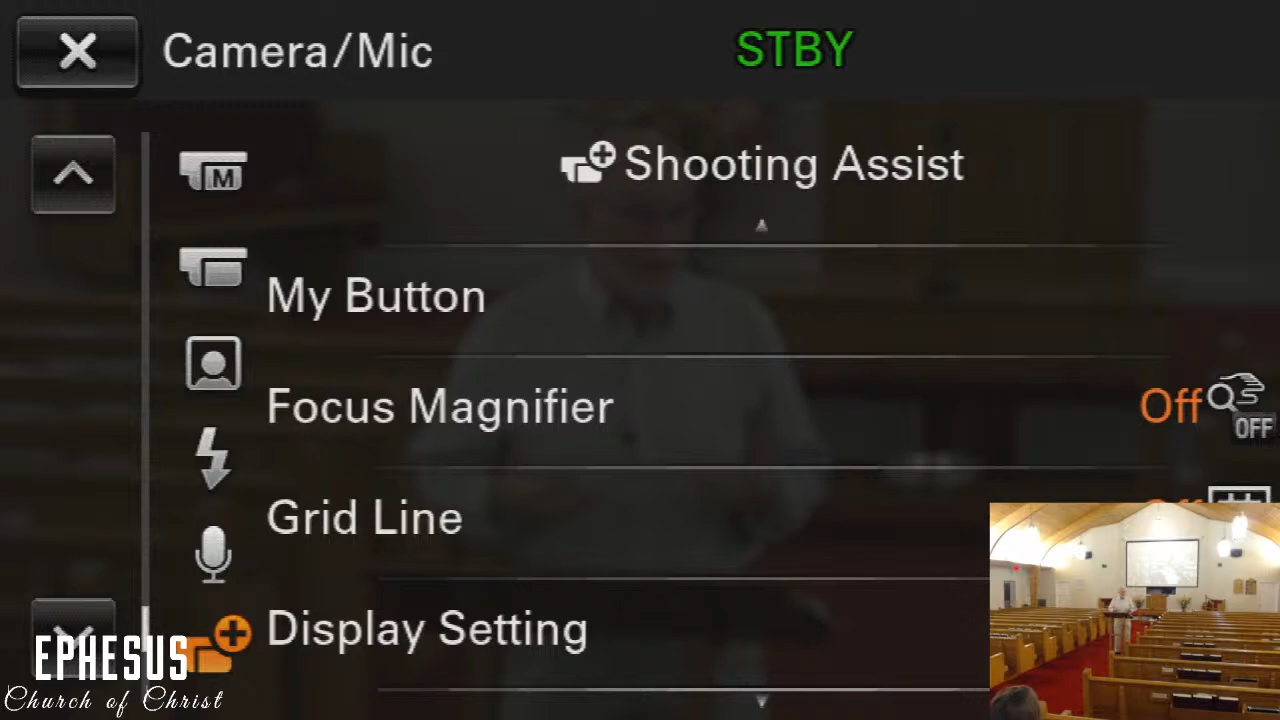 Camera/Mic
STBY
M
Shooting Assist
My Button
Focus Magnifier
Off
OFF
Grid Line
Off
Display Setting
EPHESUS
Church of Christ